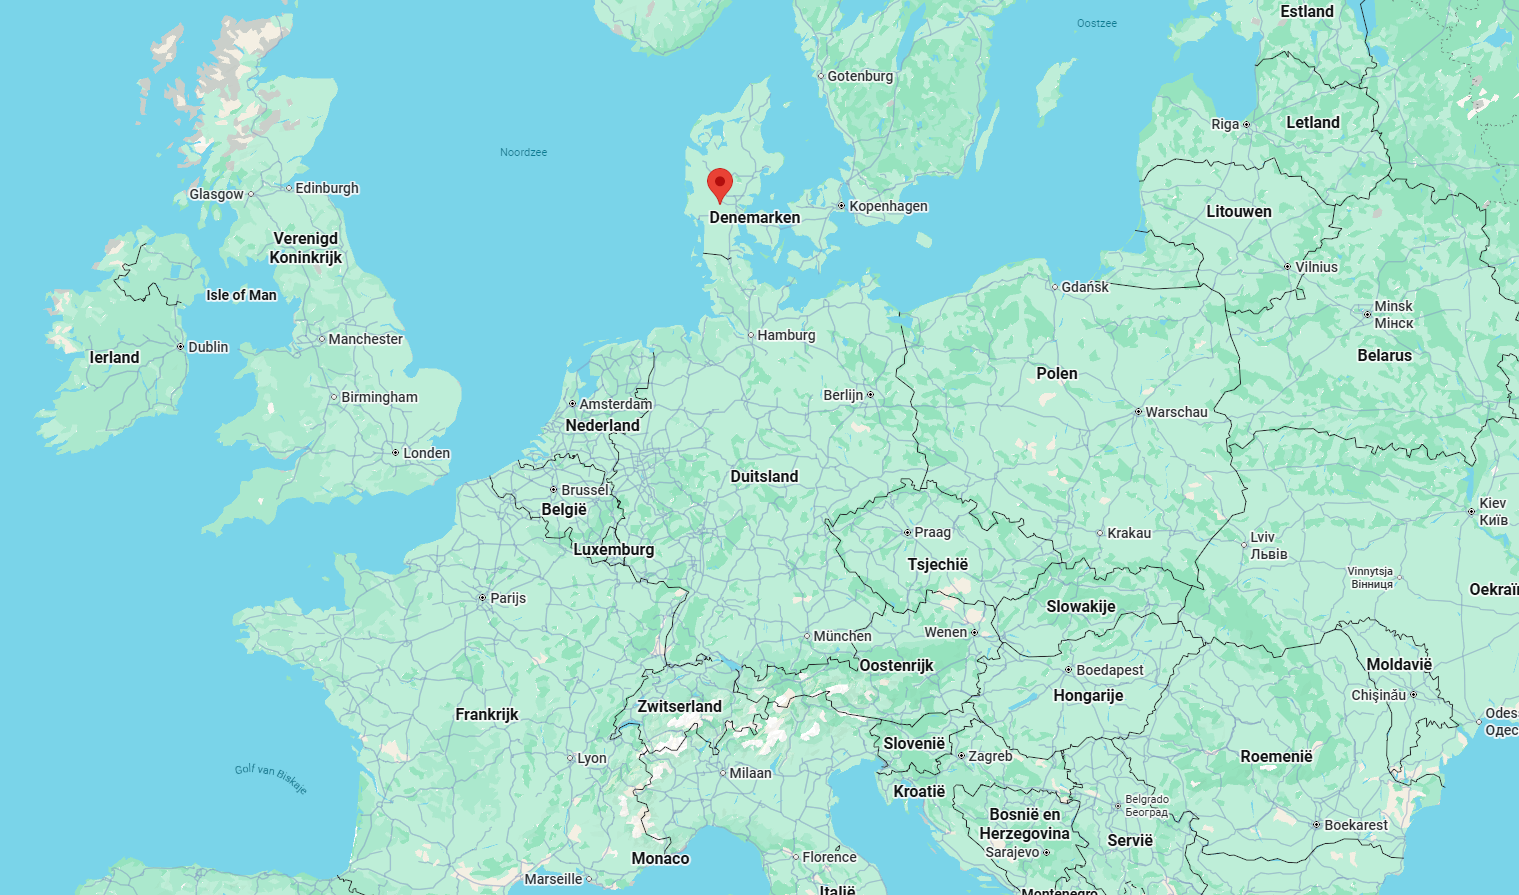 Estland
Oostzee
Gotenburg
Riga
Letland
Noordzee
Glasgow
Edinburgh
Denemarken
Kopenhagen
Litouwen
Verenigd
Koninkrijk
Vilnius
Isle of Man
Gdańsk
Minsk
Мінск
Manchester
Hamburg
Dublin
Ierland
Belarus
Polen
Birmingham
Berlijn
Amsterdam
Nederland
Warschau
Londen
Duitsland
Brussel
België
Kiev
Київ
Praag
Krakau
Lviv
Львів
Luxemburg
Tsjechië
Vinnytsja
Вінниця
Oekraï
Parijs
Slowakije
München
Wenen
Oostenrijk
Boedapest
Moldavië
Hongarije
Chișinău
Zwitserland
Frankrijk
Odes
Одес
Slovenië
Zagreb
Roemenië
Lyon
Golf van Biskaje
Milaan
Kroatië
Belgrado
Београд
Bosnië en
Herzegovina
Boekarest
Servië
Sarajevo
Monaco
Florence
Marseille
Italië
Montenegro